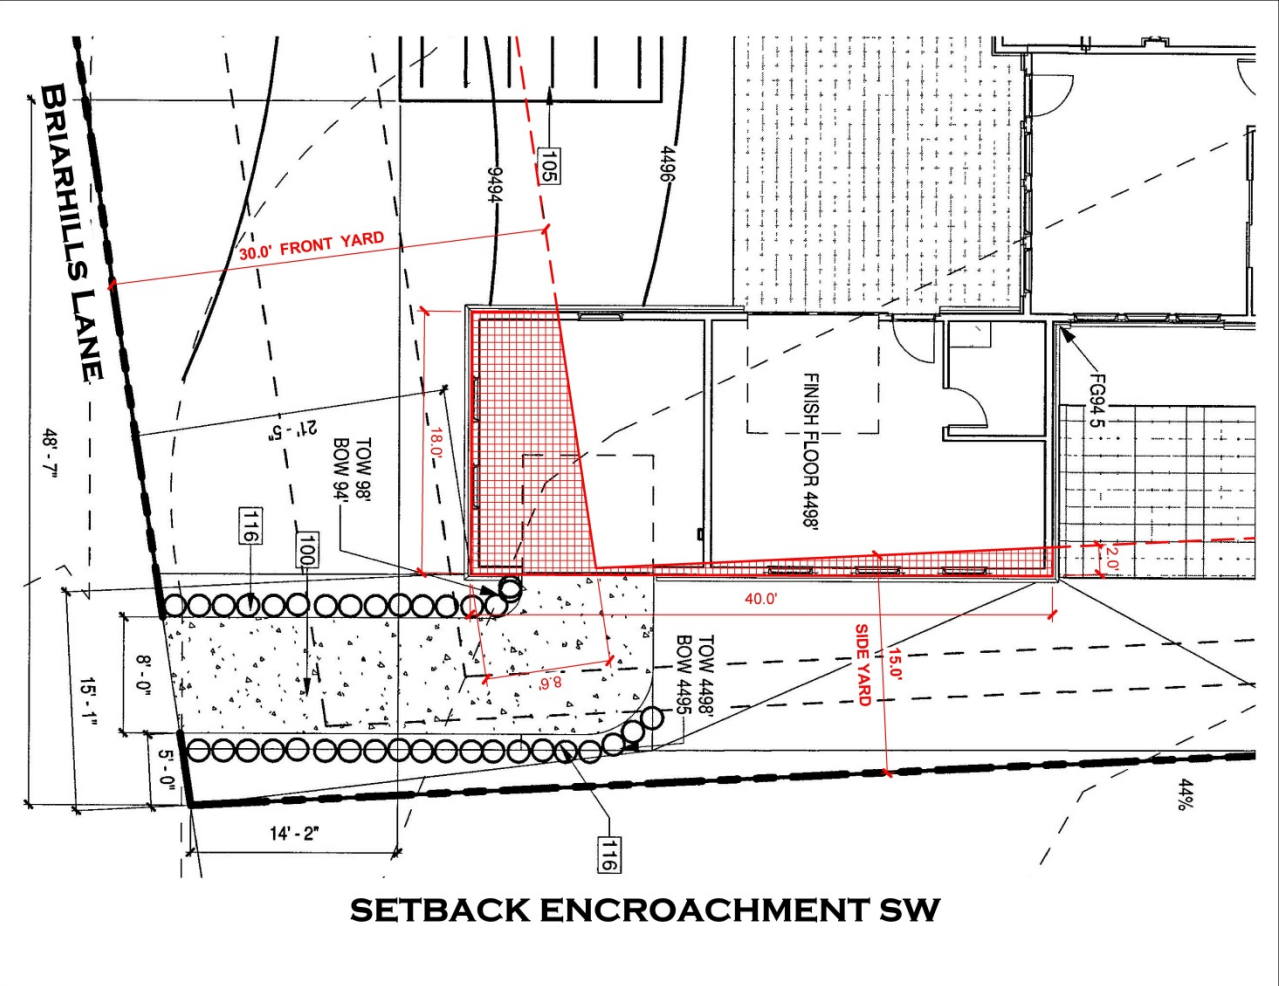 BRIARHILLS LANE
105
9494
4496
30.0' FRONT YARD
FG94.5
FINISH FLOOR 4498'
18.0'
21' - 5"
48' - 7"
TOW 98'
BOW 94'
116
100
2.0'
40.0'
15.0'
SIDE YARD
8.6'
TOW 4498'
BOW 4495
8' - 0"
15' - 1"
5' - 0"
14' - 2"
116
44%
SETBACK ENCROACHMENT SW